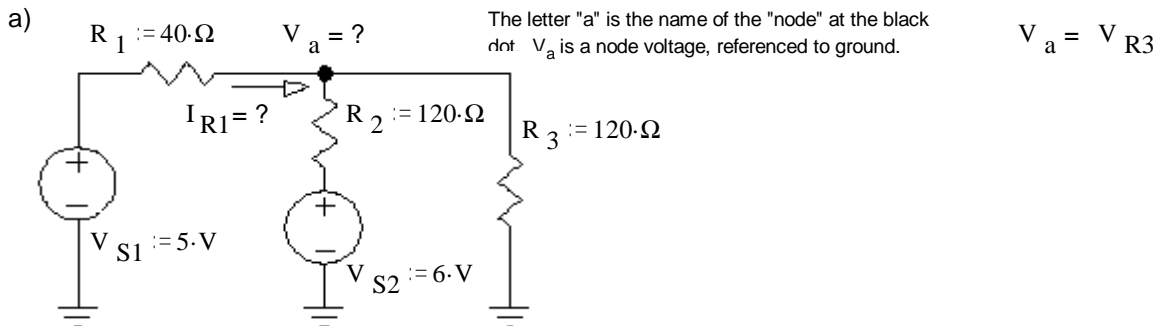 a)
R 1 := 40·Ω
V a = ?
The letter "a" is the name of the "node" at the black
dot. V a is a node voltage, referenced to ground.
V a = V R3
I R1 = ?
R 2 := 120·Ω
R 3 := 120·Ω
+
−
V S1 := 5·V
+
−
V S2 := 6·V